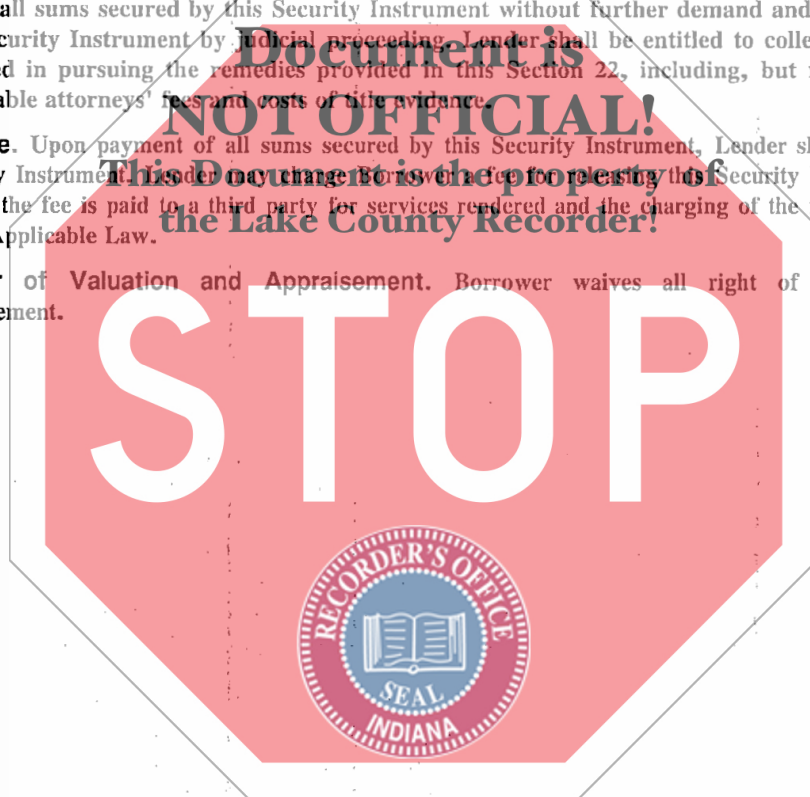 all sums secured by this Security Instrument without further demand and
curity Instrument by judicial proceeding. Lender shall be entitled to colle
Document is
d in pursuing the remedies provided in this Section 22, including, but
able attorneys' fees and costs of title evidence.
NOT OFFICIAL!
e. Upon payment of all sums secured by this Security Instrument, Lender s
This Document is the property of
y Instrument. Lender may charge Borrower a fee for releasing this Security
the fee is paid to a third party for services rendered and the charging of the
the Lake County Recorder!
Applicable Law.
r of Valuation and Appraisement. Borrower waives all right of
ement.
STOP
RECORDER'S OFFICE
SEAL
INDIANA